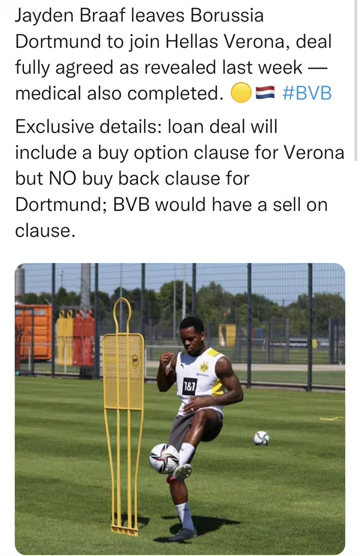 Jayden Braaf leaves Borussia
Dortmund to join Hellas Verona, deal
fully agreed as revealed last week —
medical also completed. 🟡🇳🇱 #BVB
Exclusive details: loan deal will
include a buy option clause for Verona
but NO buy back clause for
Dortmund; BVB would have a sell on
clause.
1&1